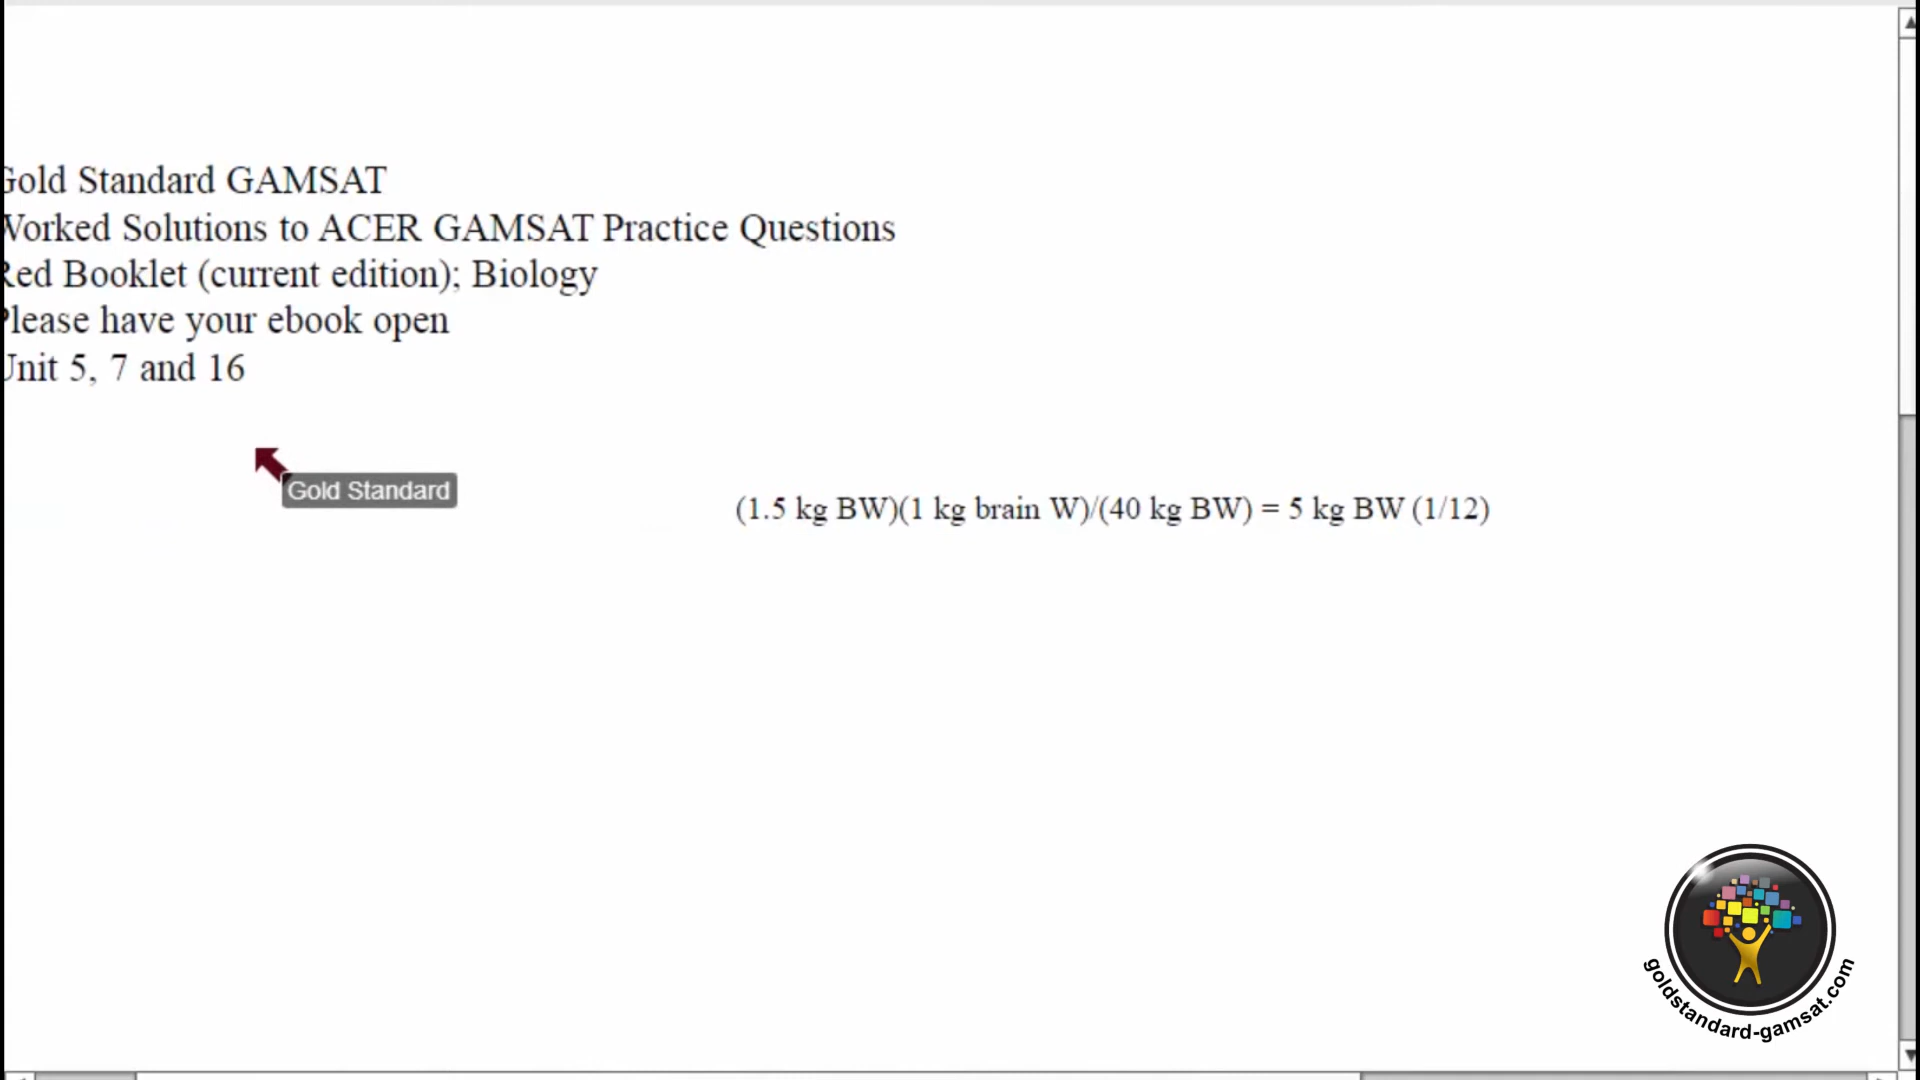 Gold Standard GAMSAT
Worked Solutions to ACER GAMSAT Practice Questions
Red Booklet (current edition); Biology
Please have your ebook open
Unit 5, 7 and 16
Gold Standard
(1.5 kg BW)(1 kg brain W)/(40 kg BW) = 5 kg BW (1/12)
goldstandard-gamsat.com